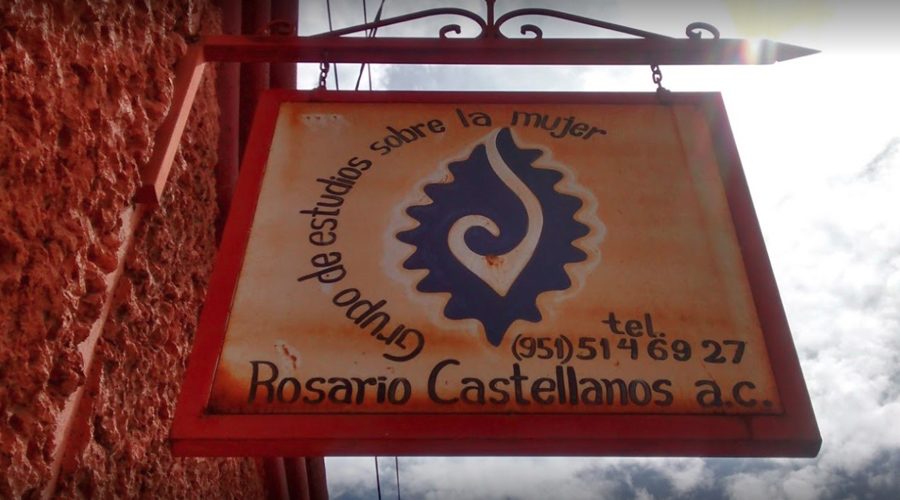 Grupo de estudios sobre la mujer
tel.
(951) 514 69 27
Rosario Castellanos a.c.